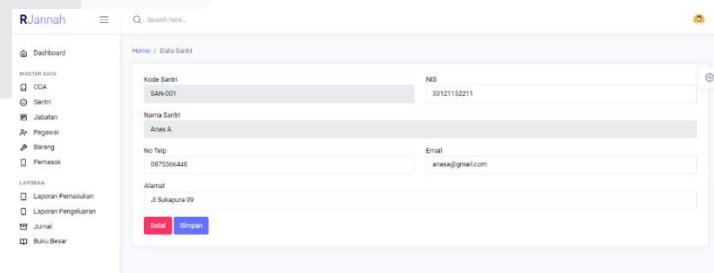 RJannah
Search here...
Home / Data Santri
Dashboard
MASTER DATA
COA
Santri
Jabatan
Pegawai
Barang
Pemasok
LAPORAN
Laporan Pemasukan
Laporan Pengeluaran
Jurnal
Buku Besar
Kode Santri
NIS
SAN-001
33121152211
Nama Santri
Anas A
No Telp
Email
0875566448
anasa@gmail.com
Alamat
Jl Sukapura 09
Batal
Simpan